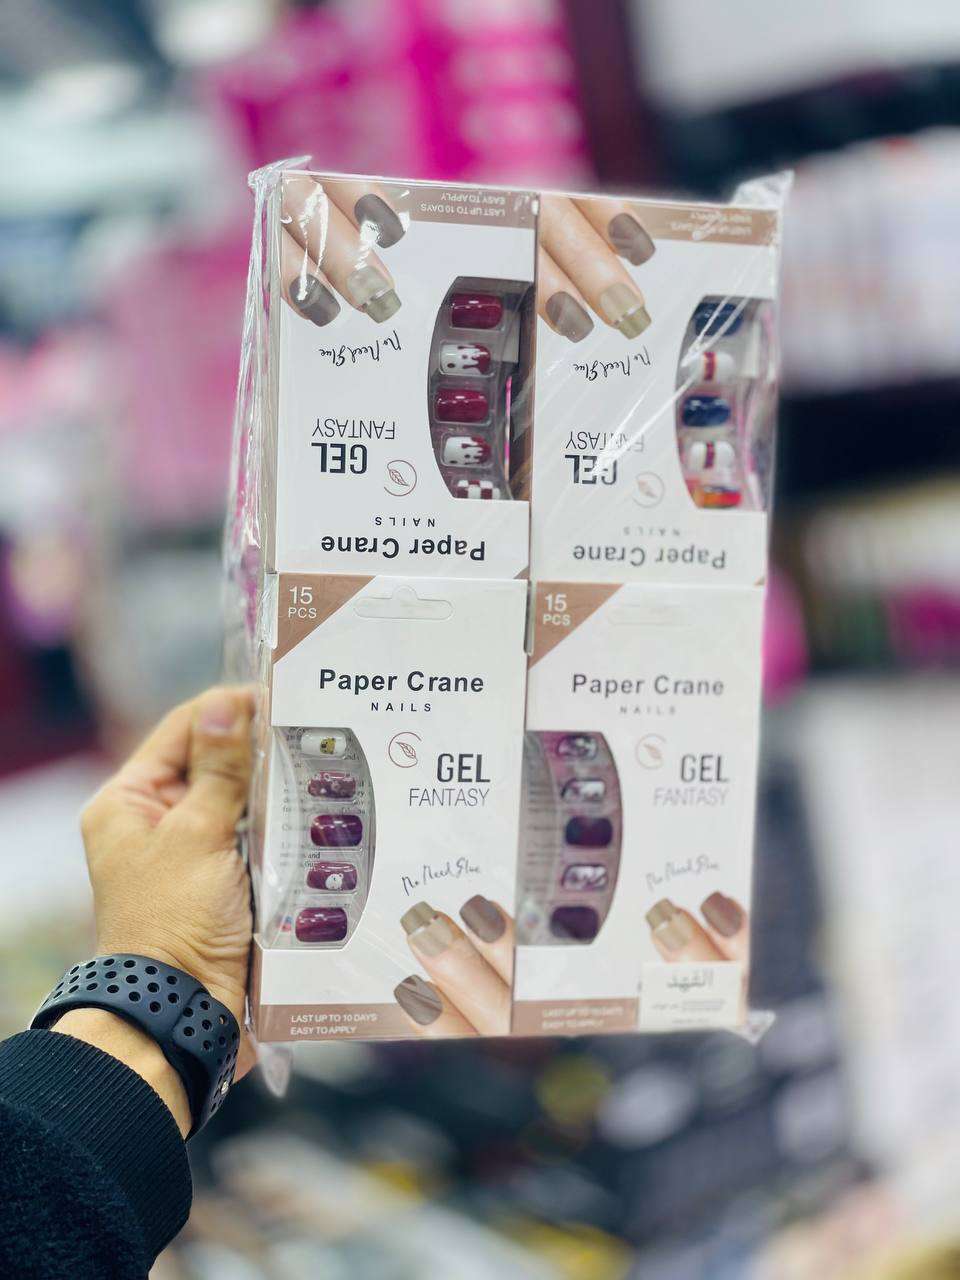 LAST UP TO 10 DAYS
EASY TO APPLY
No Need Glue
GEL
FANTASY
Paper Crane
NAILS
LAST UP TO 10 DAYS
EASY TO APPLY
No Need Glue
GEL
FANTASY
Paper Crane
NAILS
15
PCS
Paper Crane
NAILS
GEL
FANTASY
No Need Glue
LAST UP TO 10 DAYS
EASY TO APPLY
15
PCS
Paper Crane
NAILS
GEL
FANTASY
No Need Glue
LAST UP TO 10 DAYS
EASY TO APPLY